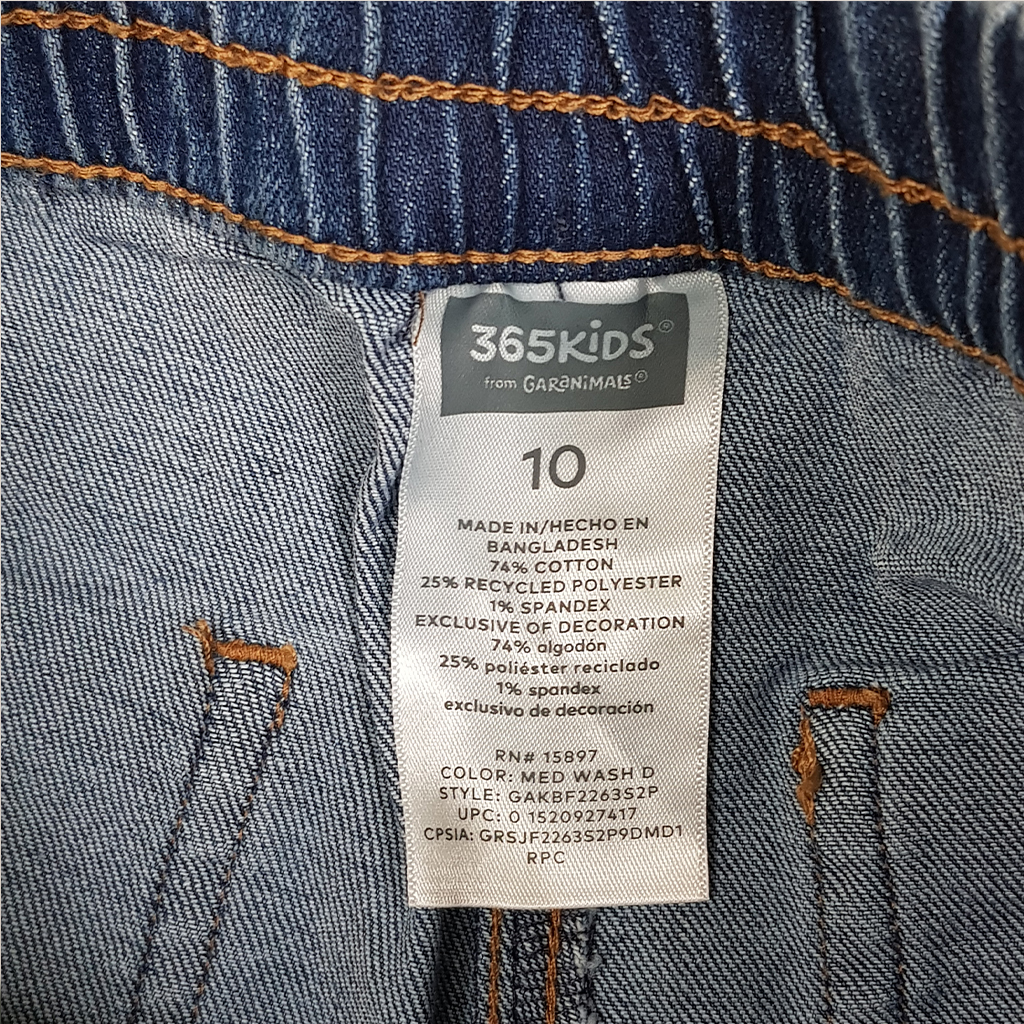 365KiDS®
from GARaNiMALS®
10
MADE IN/HECHO EN
BANGLADESH
74% COTTON
25% RECYCLED POLYESTER
1% SPANDEX
EXCLUSIVE OF DECORATION
74% algodón
25% poliéster reciclado
1% spandex
exclusivo de decoración
RN# 15897
COLOR: MED WASH D
STYLE: GAKBF2263S2P
UPC: 0 1520927417
CPSIA: GRSJF2263S2P9DMD1
RPC